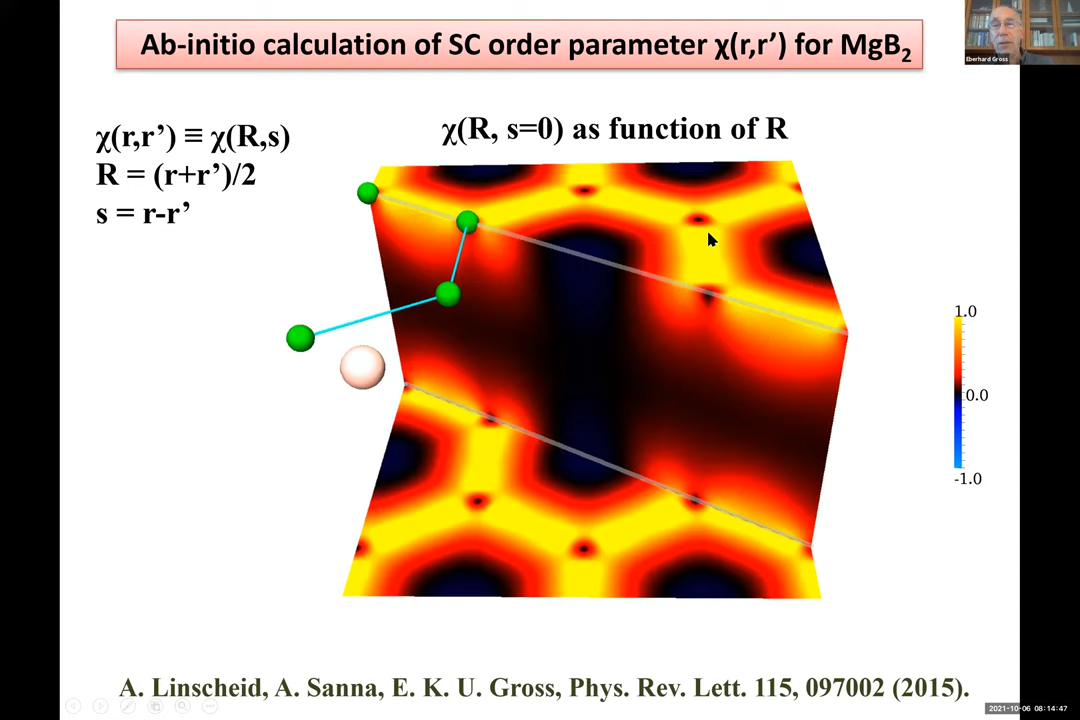 Ab-initio calculation of SC order parameter χ(r,r’) for MgB₂
Eberhard Gross
χ(r,r’) ≡ χ(R,s)
R = (r+r’)/2
s = r-r’
χ(R, s=0) as function of R
1.0
0.0
-1.0
A. Linscheid, A. Sanna, E. K. U. Gross, Phys. Rev. Lett. 115, 097002 (2015).
2021-10-06 08:14:47